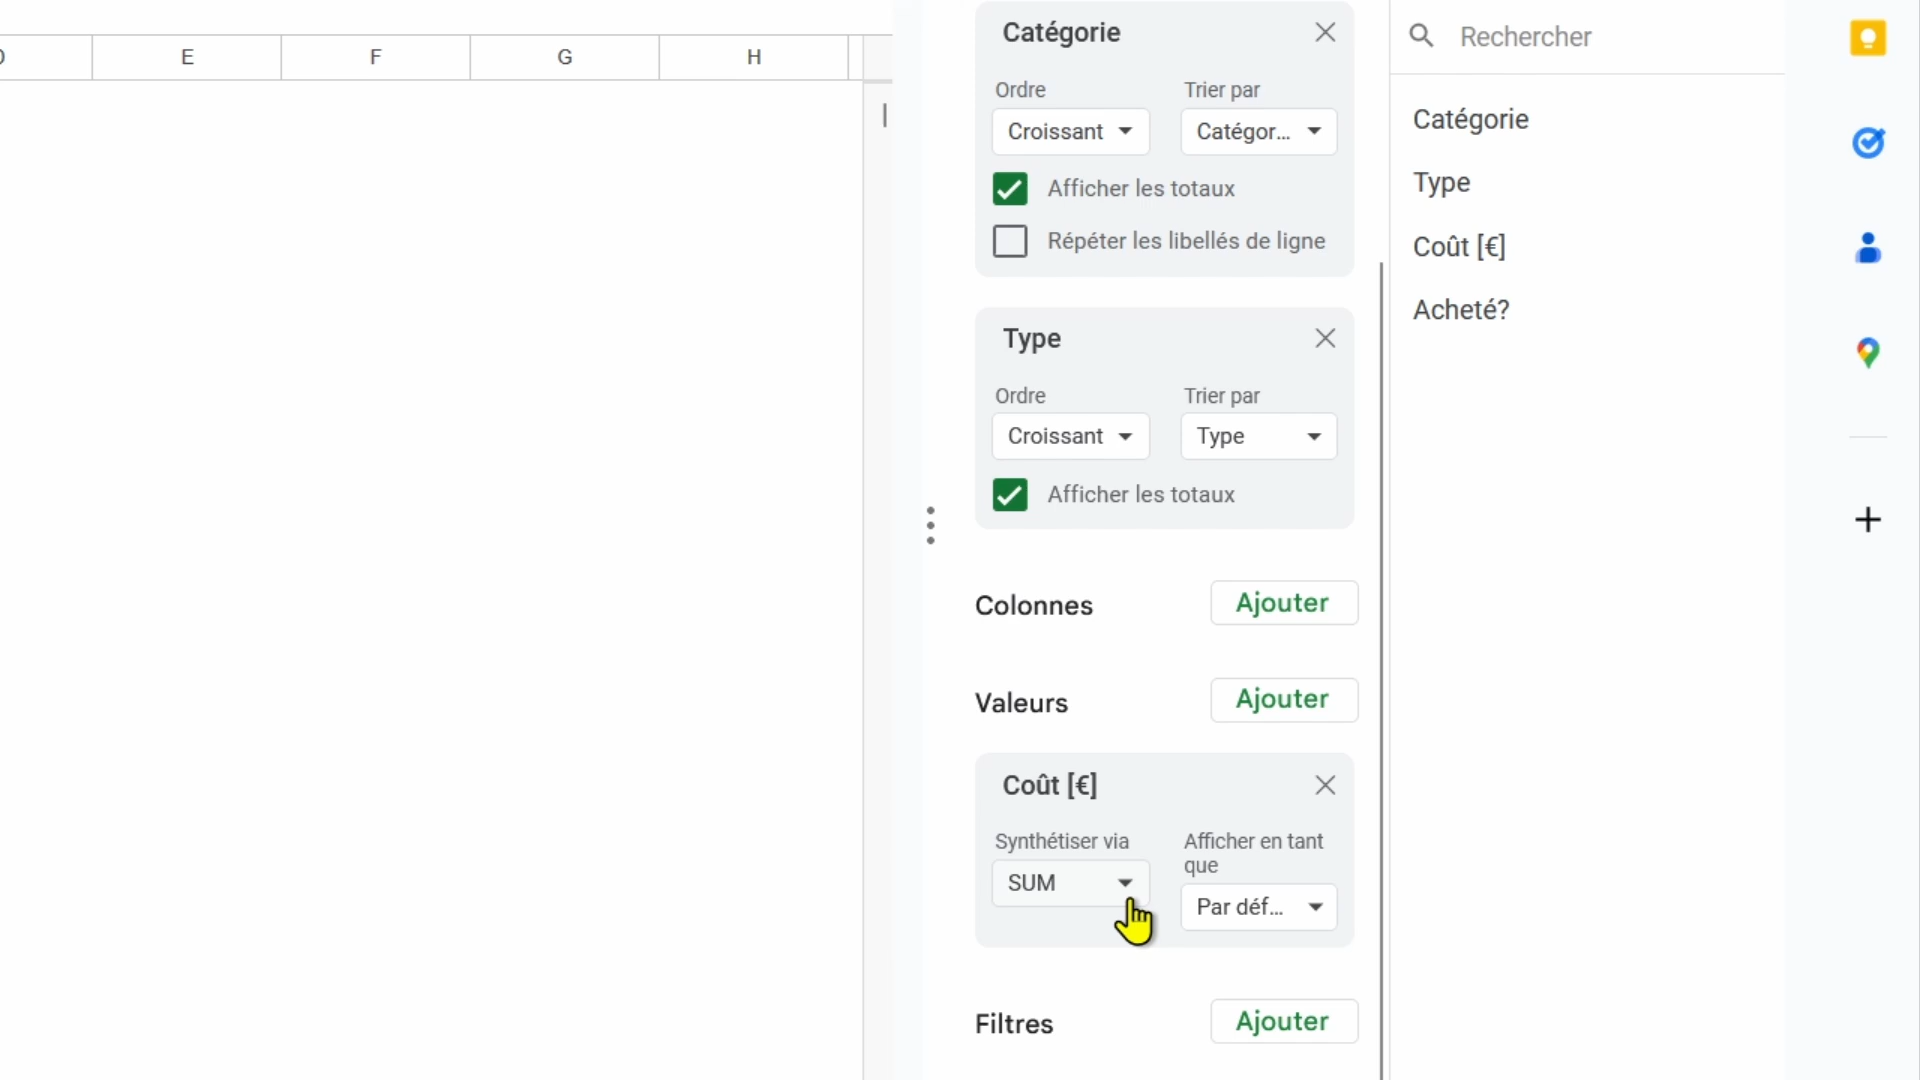 E F G H
Catégorie
Ordre Trier par
Croissant Catégor...
Afficher les totaux
Répéter les libellés de ligne
Type
Ordre Trier par
Croissant Type
Afficher les totaux
Colonnes Ajouter
Valeurs Ajouter
Coût [€]
Synthétiser via Afficher en tant
que
SUM
Par déf...
Filtres Ajouter
Rechercher
Catégorie
Type
Coût [€]
Acheté?